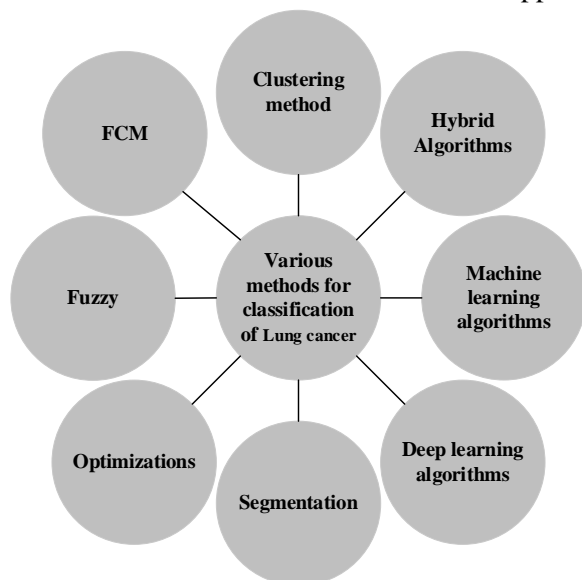 Clustering
method
Hybrid
Algorithms
Machine
learning
algorithms
Deep learning
algorithms
Segmentation
Optimizations
Fuzzy
FCM
Various
methods for
classification
of Lung cancer